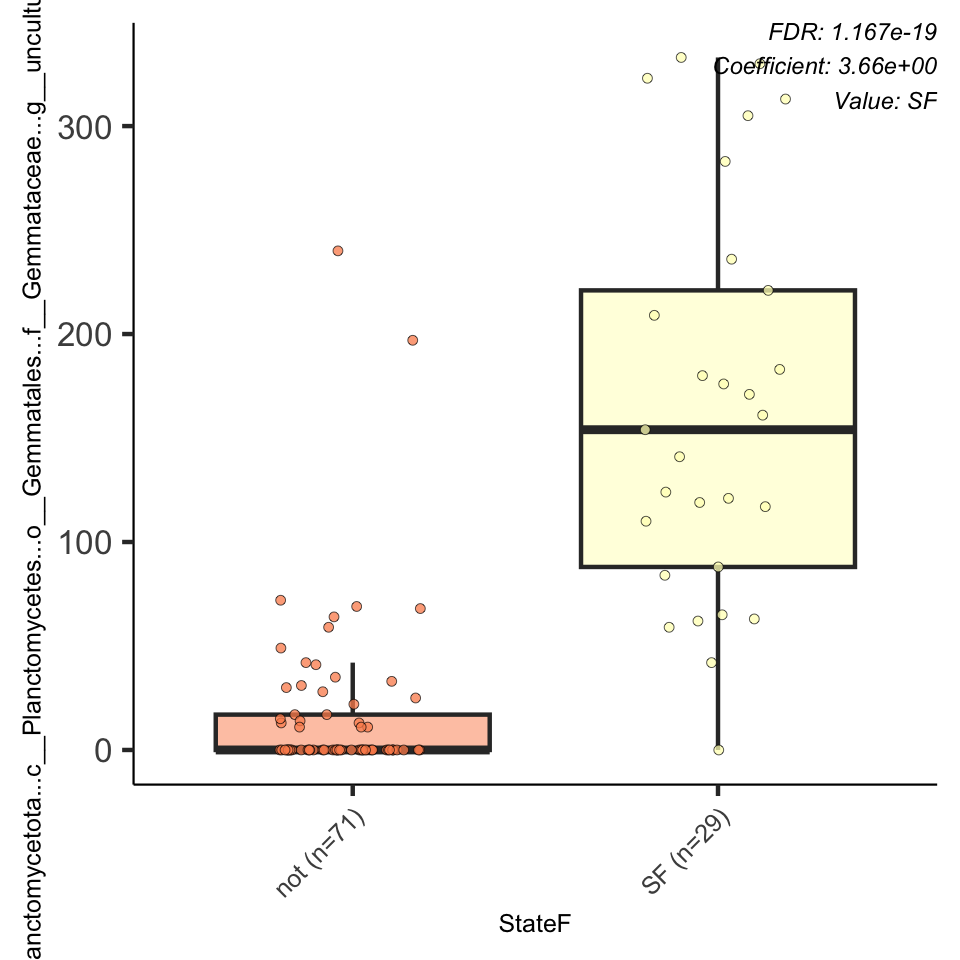 anctomycetota...c__Planctomycetes...o__Gemmatales...f__Gemmataceae...g__uncultu
FDR: 1.167e-19
Coefficient: 3.66e+00
Value: SF
300
200
100
0
not (n=71)
SF (n=29)
StateF